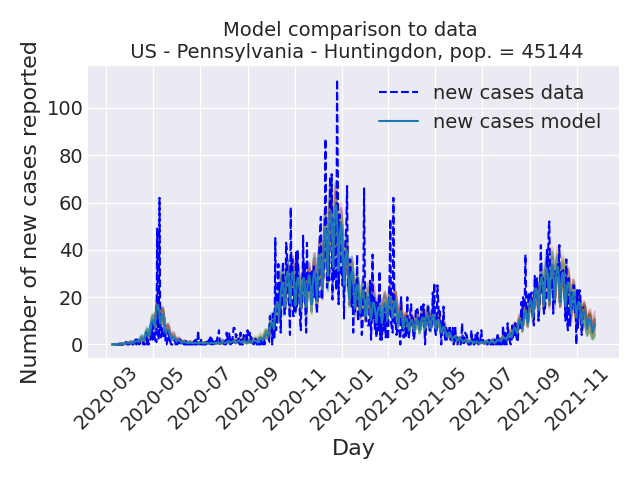 Model comparison to data
US - Pennsylvania - Huntingdon, pop. = 45144
Number of new cases reported
100
80
60
40
20
0
new cases data
new cases model
2020-03
2020-05
2020-07
2020-09
2020-11
2021-01
2021-03
2021-05
2021-07
2021-09
2021-11
Day